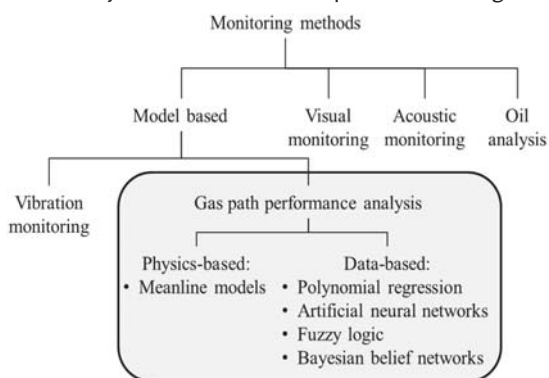 Monitoring methods
Model based
Visual
monitoring
Acoustic
monitoring
Oil
analysis
Vibration
monitoring
Gas path performance analysis
Physics-based:
• Meanline models
Data-based:
• Polynomial regression
• Artificial neural networks
• Fuzzy logic
• Bayesian belief networks